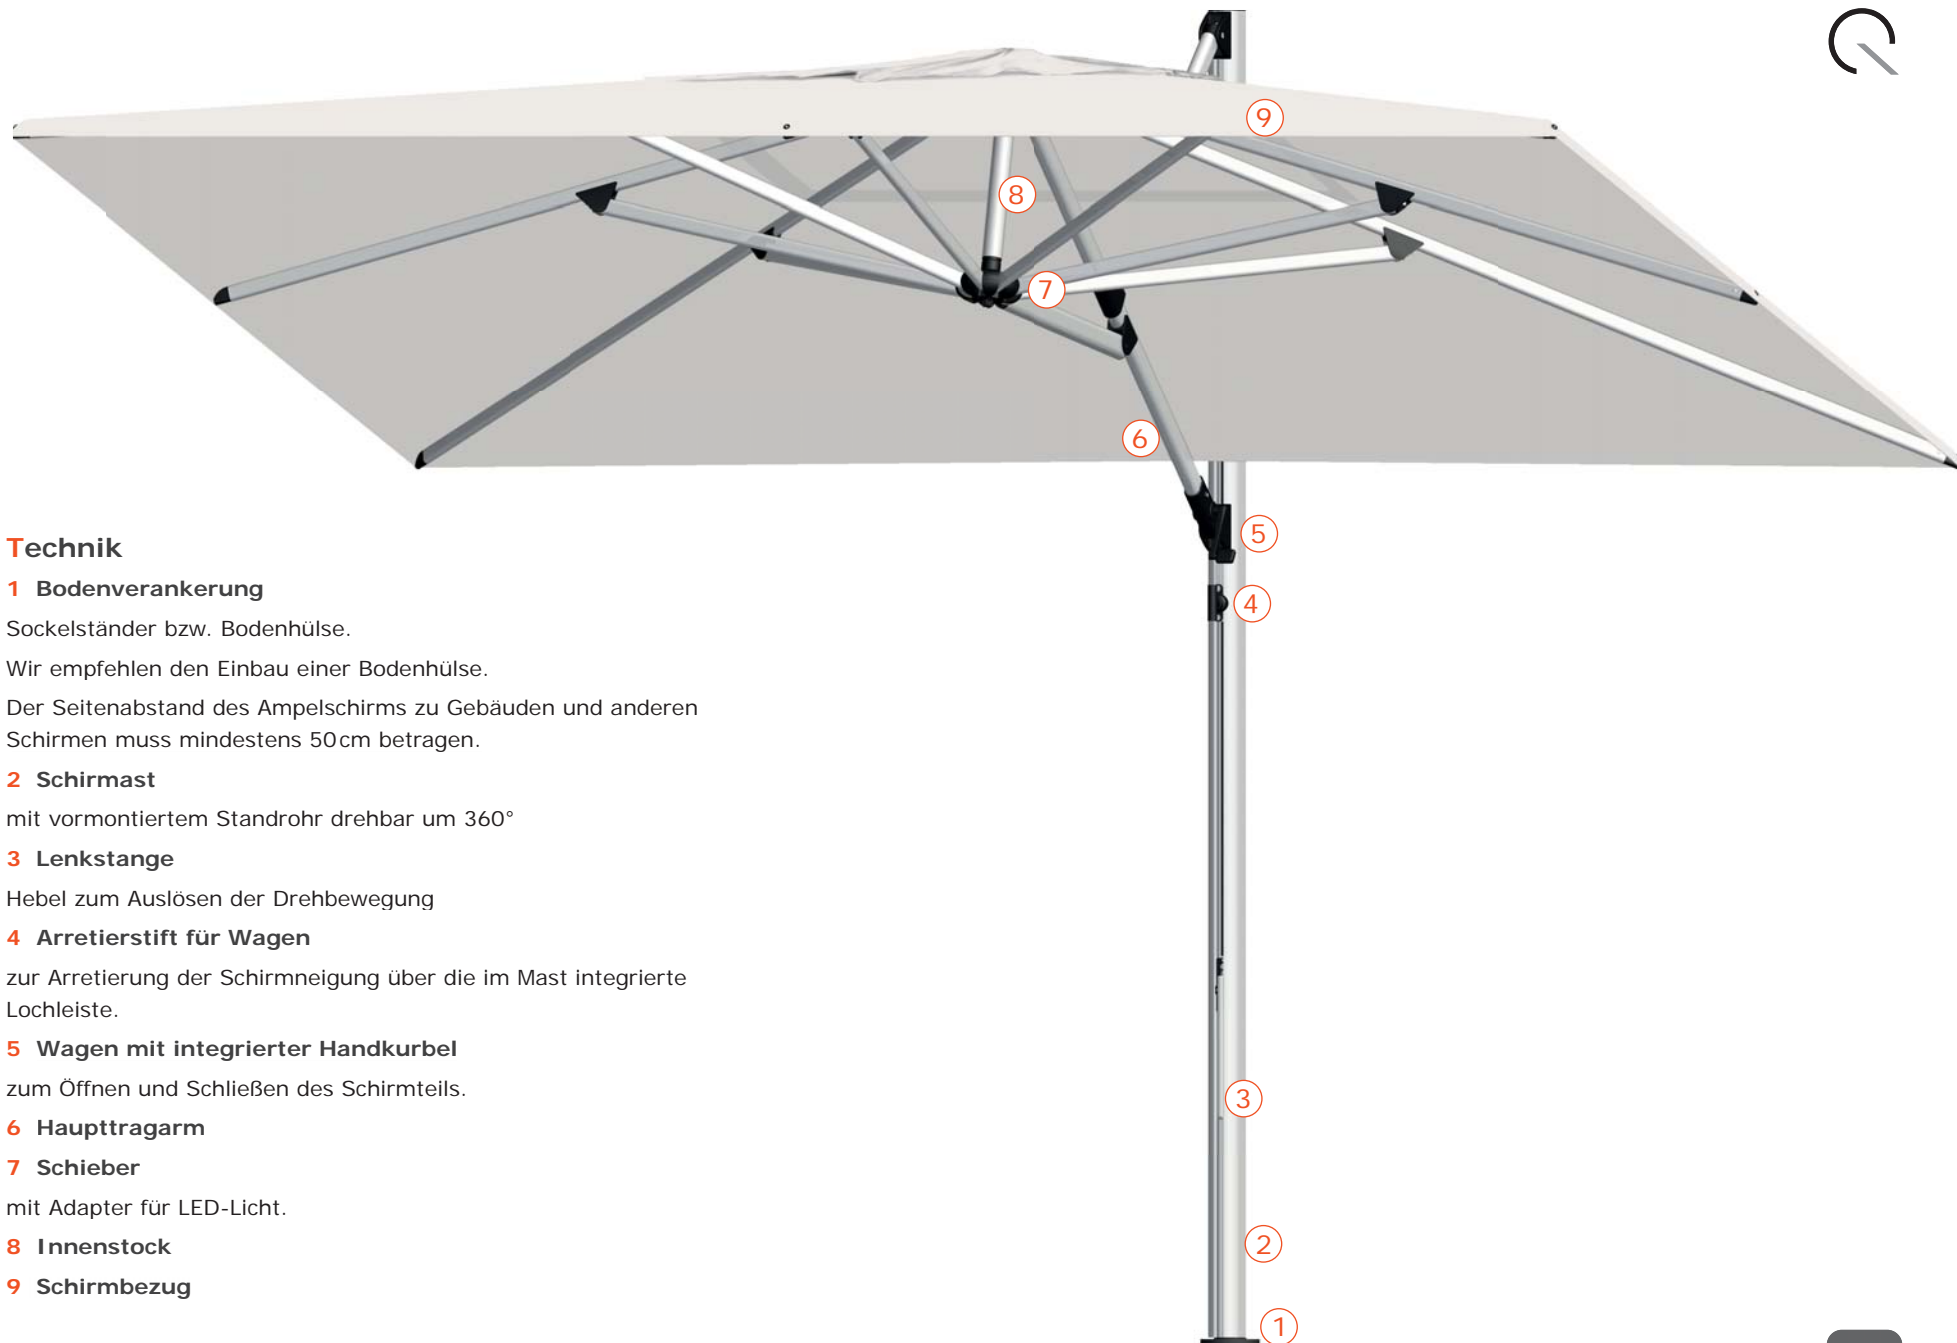 9
8
7
6
5
4
3
2
1
Technik
1 Bodenverankerung
Sockelständer bzw. Bodenhülse.
Wir empfehlen den Einbau einer Bodenhülse.
Der Seitenabstand des Ampelschirms zu Gebäuden und anderen
Schirmen muss mindestens 50 cm betragen.
2 Schirmast
mit vormontiertem Standrohr drehbar um 360°
3 Lenkstange
Hebel zum Auslösen der Drehbewegung
4 Arretierstift für Wagen
zur Arretierung der Schirmneigung über die im Mast integrierte
Lochleiste.
5 Wagen mit integrierter Handkurbel
zum Öffnen und Schließen des Schirmteils.
6 Haupttragarm
7 Schieber
mit Adapter für LED-Licht.
8 Innenstock
9 Schirmbezug